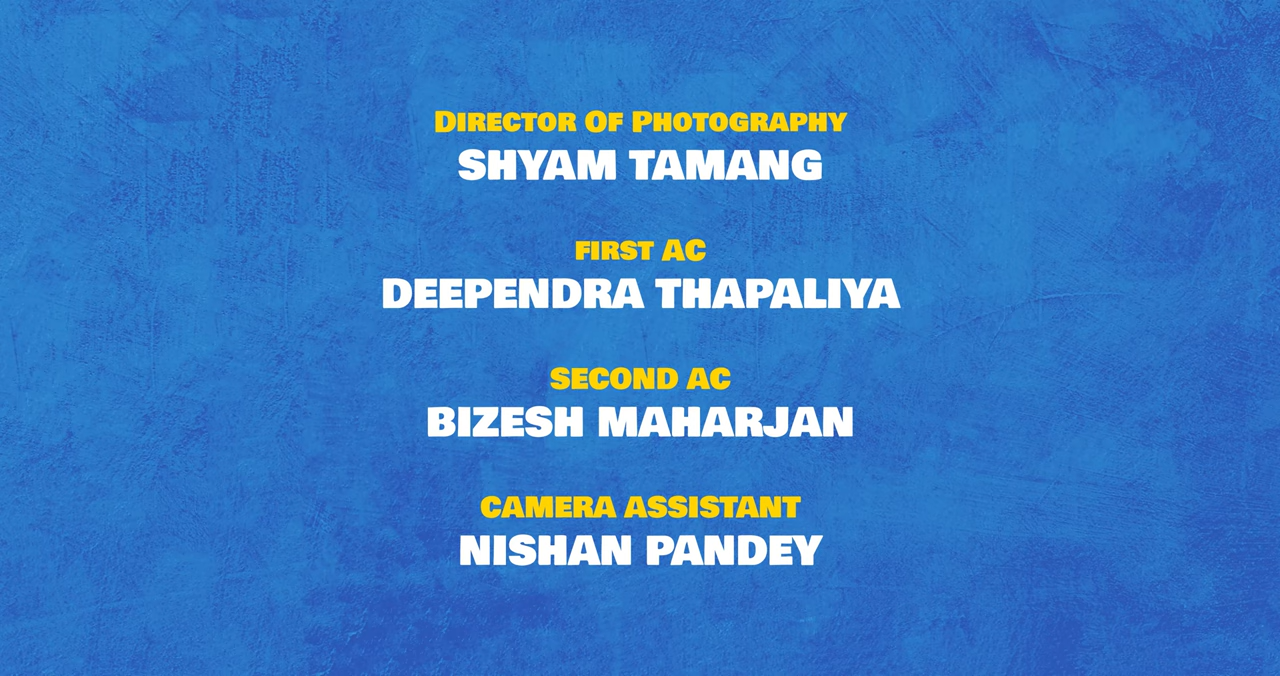 Director Of Photography
SHYAM TAMANG
FIRST AC
DEEPENDRA THAPALIYA
SECOND AC
BIZESH MAHARJAN
CAMERA ASSISTANT
NISHAN PANDEY